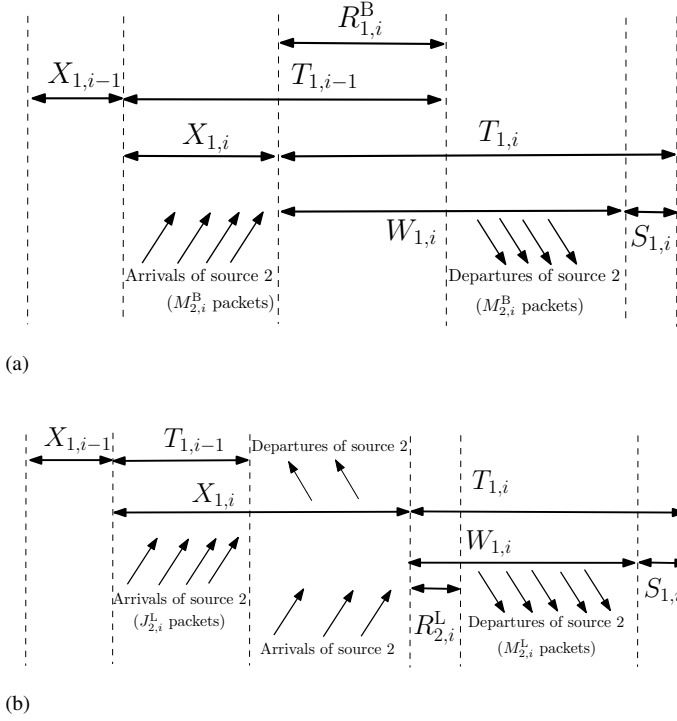 R^B_{1,i}
X_{1,i−1}
T_{1,i−1}
X_{1,i}
T_{1,i}
W_{1,i}
S_{1,i}
Arrivals of source 2
(M^B_{2,i} packets)
Departures of source 2
(M^B_{2,i} packets)
(a)
X_{1,i−1}
T_{1,i−1}
Departures of source 2
X_{1,i}
T_{1,i}
W_{1,i}
S_{1,i}
Arrivals of source 2
(J^L_{2,i} packets)
Arrivals of source 2
R^L_{2,i}
Departures of source 2
(M^L_{2,i} packets)
(b)